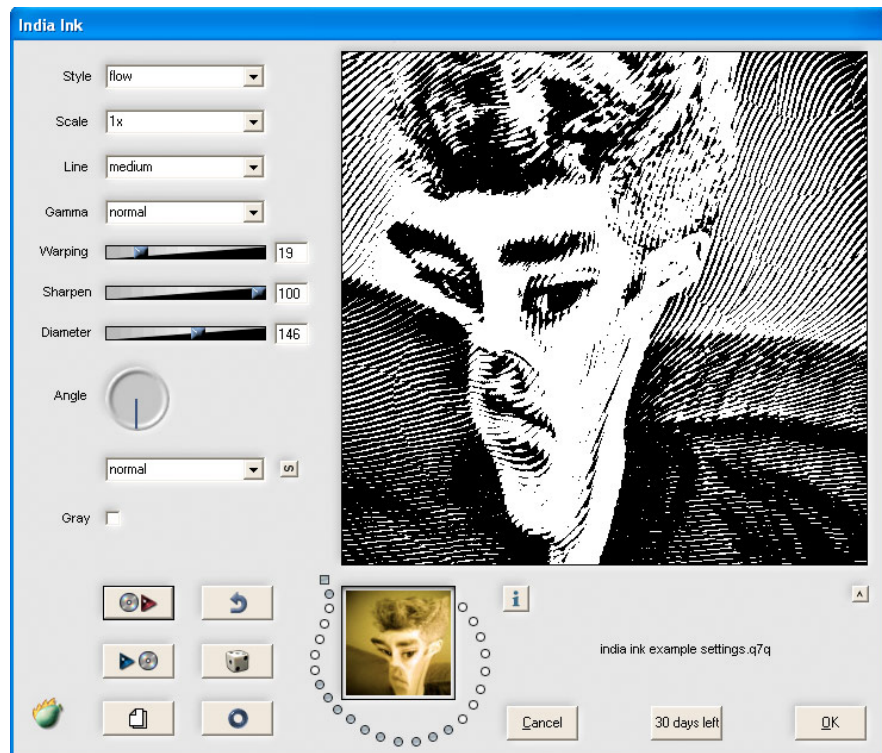 India Ink
Style flow
Scale 1x
Line medium
Gamma normal
Warping 19
Sharpen 100
Diameter 146
Angle
normal S
Gray
i
^
india ink example settings.q7q
Cancel 30 days left OK